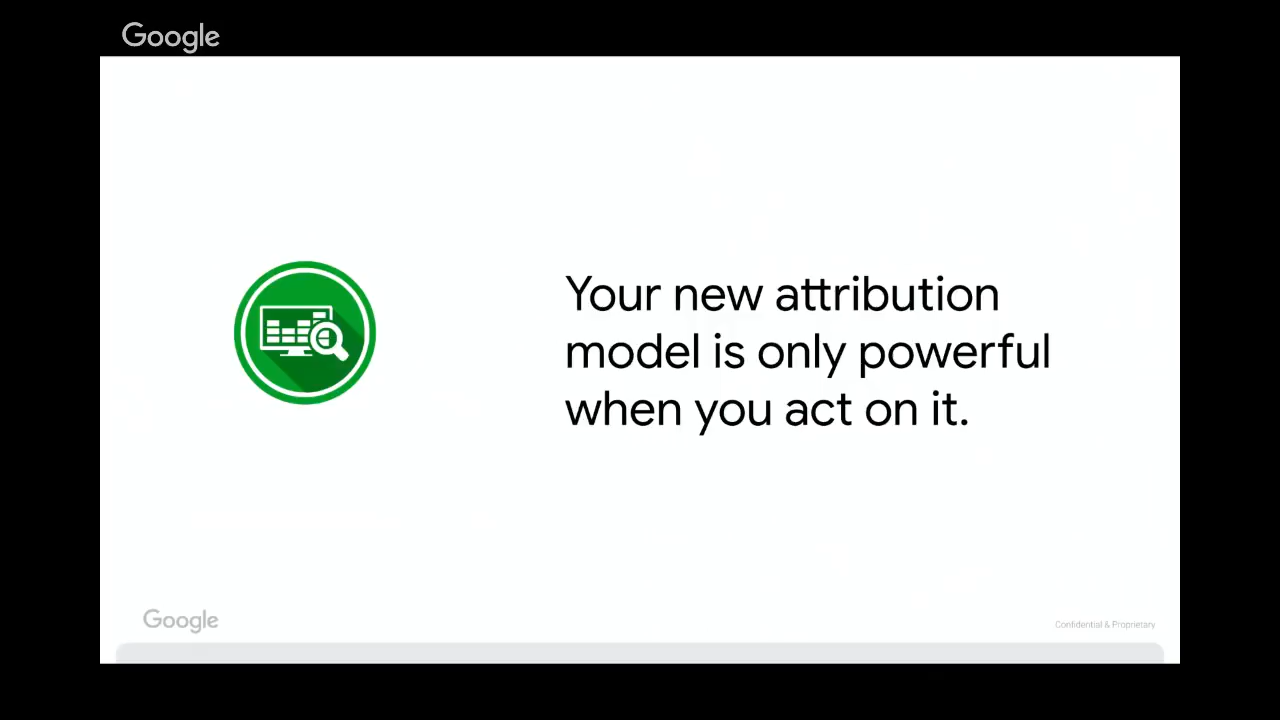 Google
Your new attribution
model is only powerful
when you act on it.
Google
Confidential & Proprietary